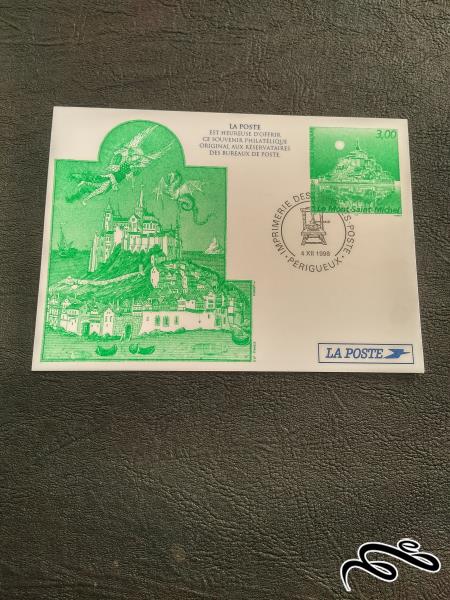 LA POSTE
EST HEUREUSE D'OFFRIR
CE SOUVENIR PHILATÉLIQUE
ORIGINAL AUX RÉSERVATAIRES
DES BUREAUX DE POSTE.
3,00
Le Mont-Saint-Michel
IMPRIMERIE DES POSTE
4 XII 1998
PÉRIGUEUX
LA POSTE